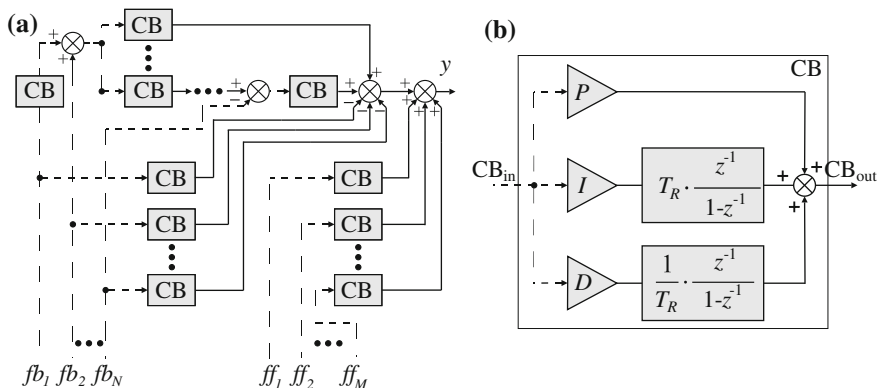 (a)
CB
+
+
CB
CB
+
−
CB
+
+
−
−
−
+
+
+
+
y
CB
CB
CB
CB
CB
CB
fb1
fb2
fbN
ff1
ff2
ffM
(b)
CB
P
CBin
I
TR · z-1
1-z-1
+
+
+
CBout
D
1
TR · z-1
1-z-1